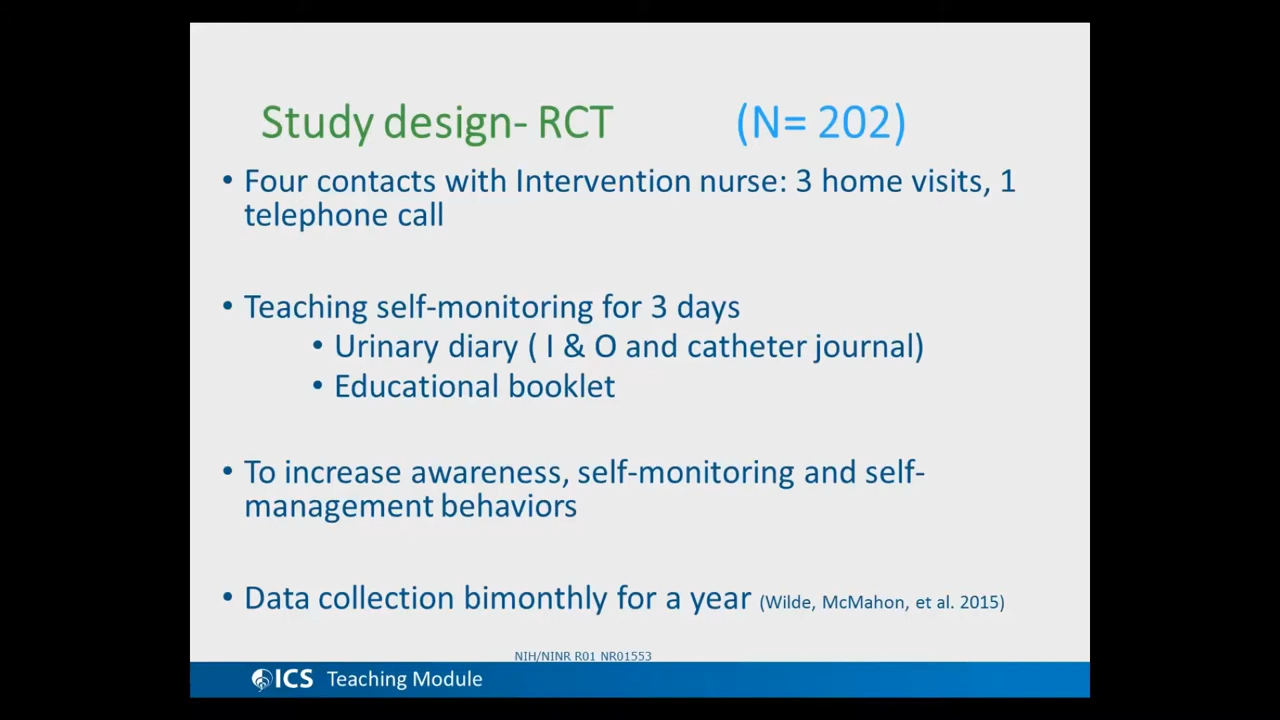 Study design- RCT (N= 202)
• Four contacts with Intervention nurse: 3 home visits, 1
telephone call
• Teaching self-monitoring for 3 days
• Urinary diary ( I & O and catheter journal)
• Educational booklet
• To increase awareness, self-monitoring and self-
management behaviors
• Data collection bimonthly for a year (Wilde, McMahon, et al. 2015)
NIH/NINR R01 NR01553
ICS Teaching Module